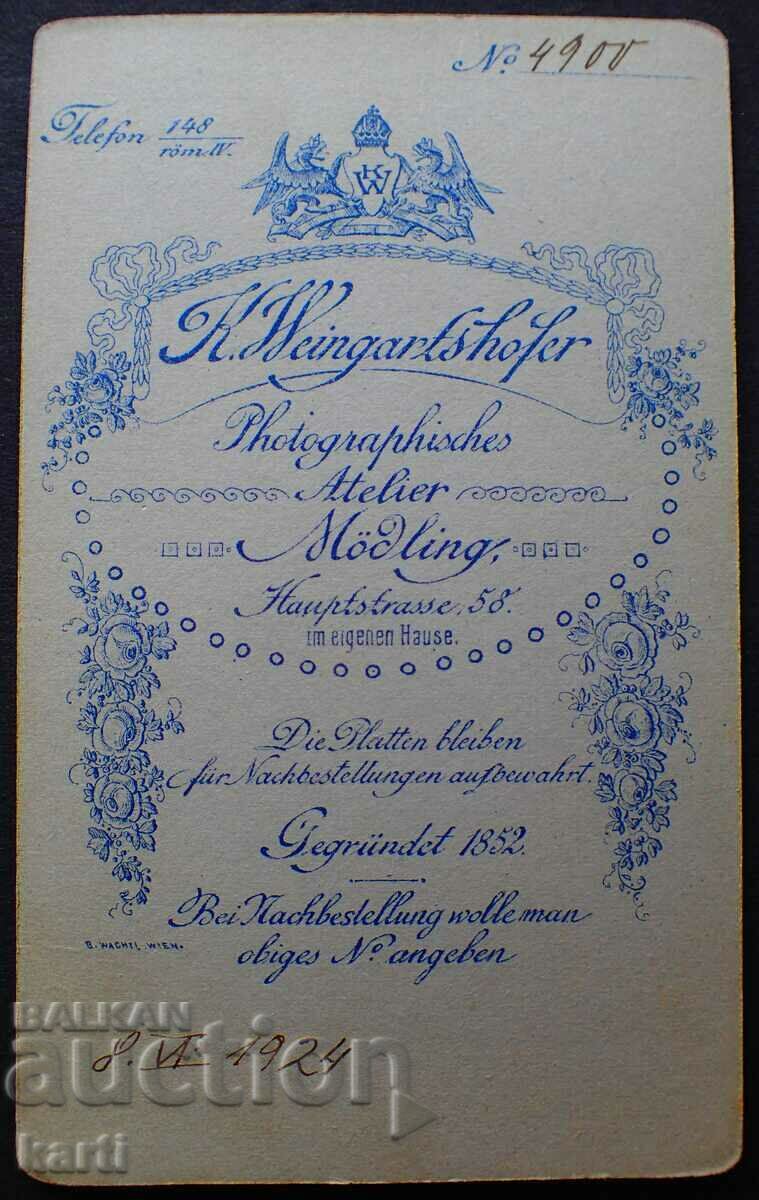 No. 4900
Telefon 148
röm. IV.
KW
K. Weingartshofer
Photographisches
Atelier
Mödling,
Hauptstrasse, 58.
im eigenen Hause.
Die Platten bleiben
für Nachbestellungen aufbewahrt.
Gegründet 1852.
Bei Nachbestellung wolle man
obiges No. angeben
B. WACHTL. WIEN.
8. VI. 1924
BALKAN
auction
karti